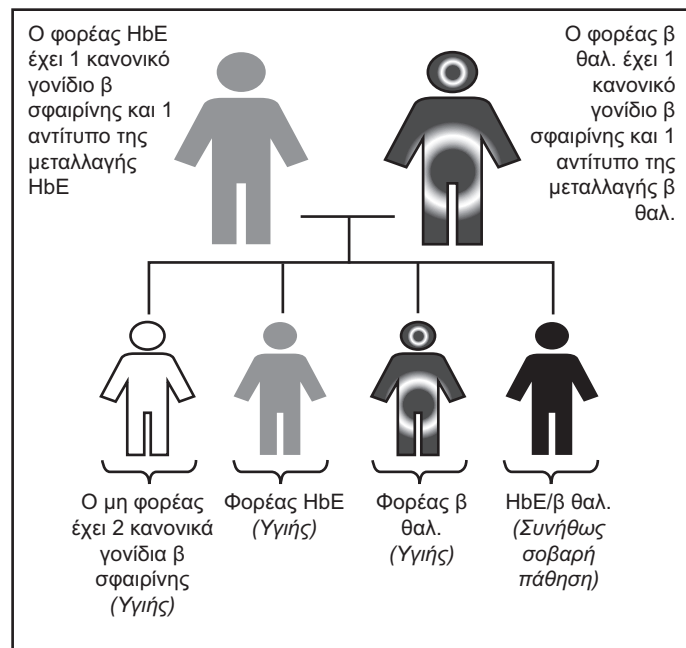 Ο φορέας HbE
έχει 1 κανονικό
γονίδιο β
σφαιρίνης και 1
αντίτυπο της
μεταλλαγής
HbE
Ο φορέας β
θαλ. έχει 1
κανονικό
γονίδιο β
σφαιρίνης και 1
αντίτυπο της
μεταλλαγής β
θαλ.
Ο μη φορέας
έχει 2 κανονικά
γονίδια β
σφαιρίνης
(Υγιής)
Φορέας HbE
(Υγιής)
Φορέας β
θαλ.
(Υγιής)
HbE/β θαλ.
(Συνήθως
σοβαρή
πάθηση)